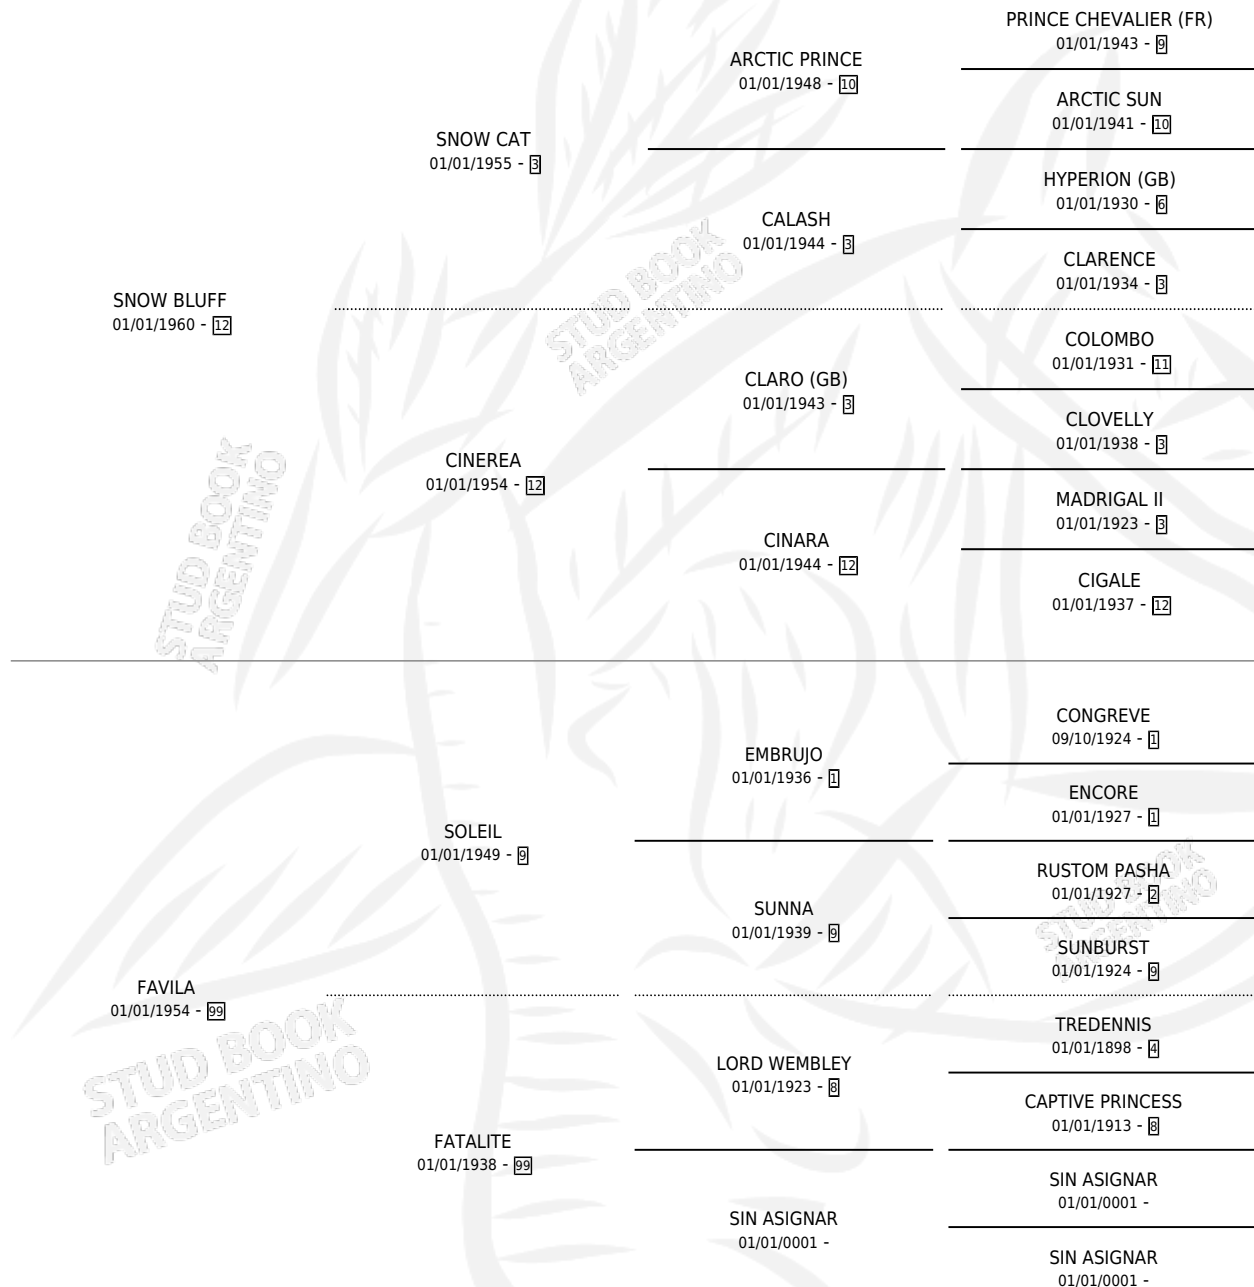 PRINCE CHEVALIER (FR)
01/01/1943 - 9
ARCTIC PRINCE
01/01/1948 - 10
ARCTIC SUN
01/01/1941 - 10
SNOW CAT
01/01/1955 - 3
HYPERION (GB)
01/01/1930 - 6
CALASH
01/01/1944 - 3
CLARENCE
01/01/1934 - 3
SNOW BLUFF
01/01/1960 - 12
COLOMBO
01/01/1931 - 11
CLARO (GB)
01/01/1943 - 3
CLOVELLY
01/01/1938 - 3
CINEREA
01/01/1954 - 12
MADRIGAL II
01/01/1923 - 3
CINARA
01/01/1944 - 12
CIGALE
01/01/1937 - 12
CONGREVE
09/10/1924 - 1
EMBRUJO
01/01/1936 - 1
ENCORE
01/01/1927 - 1
SOLEIL
01/01/1949 - 9
RUSTOM PASHA
01/01/1927 - 2
SUNNA
01/01/1939 - 9
SUNBURST
01/01/1924 - 9
FAVILA
01/01/1954 - 99
TREDENNIS
01/01/1898 - 4
LORD WEMBLEY
01/01/1923 - 8
CAPTIVE PRINCESS
01/01/1913 - 8
FATALITE
01/01/1938 - 99
SIN ASIGNAR
01/01/0001 -
SIN ASIGNAR
01/01/0001 -
SIN ASIGNAR
01/01/0001 -
STUD BOOK
ARGENTINO
STUD BOOK
ARGENTINO
STUD BOOK
ARGENTINO
STUD BOOK
ARGENTINO